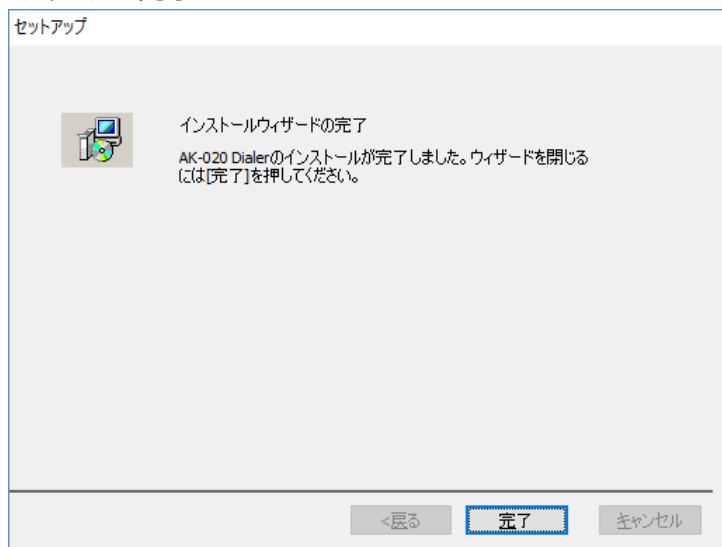 セットアップ
インストールウィザードの完了
AK-020 Dialerのインストールが完了しました。ウィザードを閉じる
には[完了]を押してください。
<戻る
完了
キャンセル